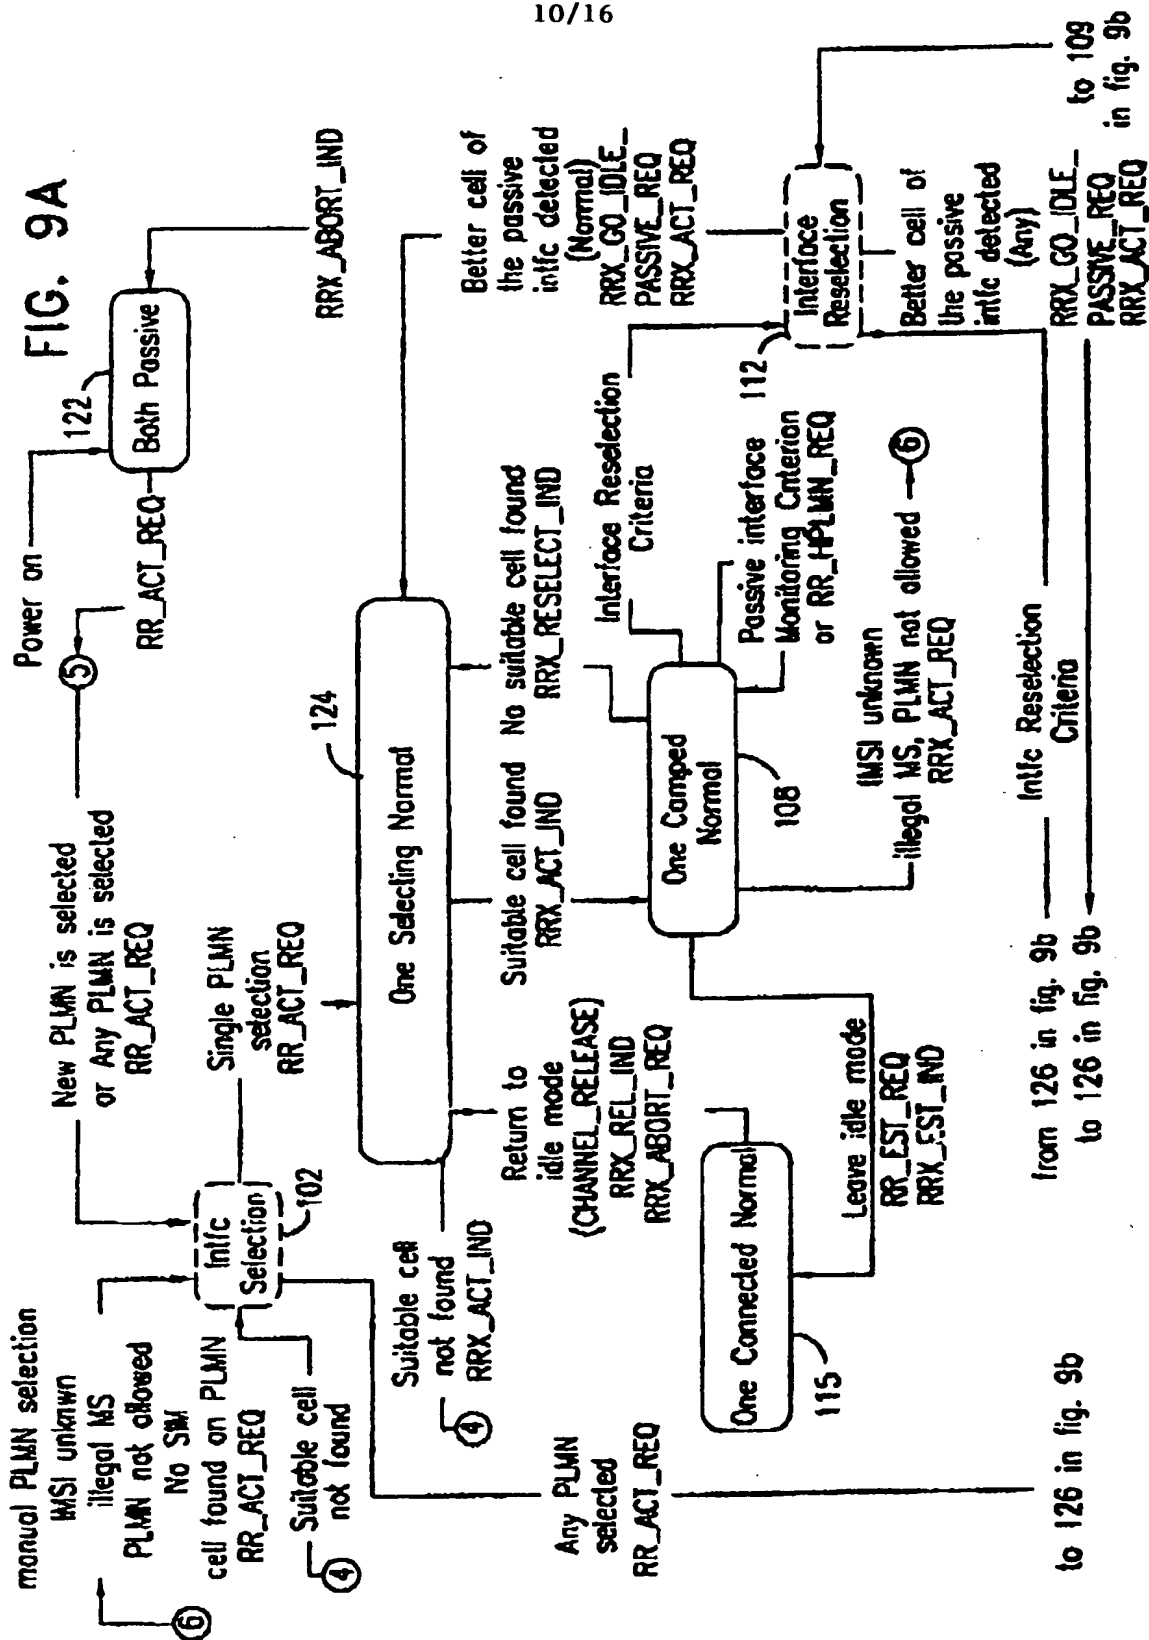 10/16
FIG. 9A
Power on
122
Both Passive
RRX_ABORT_IND
RR_ACT_REQ
5
New PLMN is selected
or Any PLMN is selected
RR_ACT_REQ
manual PLMN selection
IMSI unknwn
illegal MS
PLMN not allowed
No SIM
6
cell found on PLMN
RR_ACT_REQ
4
Suitable cell
not found
Intfc
Selection
102
Single PLMN
selection
RR_ACT_REQ
124
One Selecting Normal
Suitable cell
not found
RRX_ACT_IND
4
Return to
idle mode
(CHANNEL_RELEASE)
RRX_REL_IND
RRX_ABORT_REQ
Suitable cell found
RRX_ACT_IND
No suitable cell found
RRX_RESELECT_IND
Better cell of
the passive
intfc detected
(Normal)
RRX_GO_IDLE_
PASSIVE_REQ
RRX_ACT_REQ
Interface Reselection
Criteria
One Camped
Normal
108
Passive interface
Monitoring Criterion
or RR_HPLMN_REQ
112
Interface
Reselection
One Connected Normal
115
Leave idle mode
RR_EST_REQ
RRX_EST_IND
IMSI unknown
illegal MS, PLMN not allowed
RRX_ACT_REQ
6
Better cell of
the passive
intfc detected
(Any)
RRX_GO_IDLE_
PASSIVE_REQ
RRX_ACT_REQ
to 109
in fig. 9b
Any PLMN
selected
RR_ACT_REQ
to 126 in fig. 9b
from 126 in fig. 9b
Intfc Reselection
Criteria
to 126 in fig. 9b